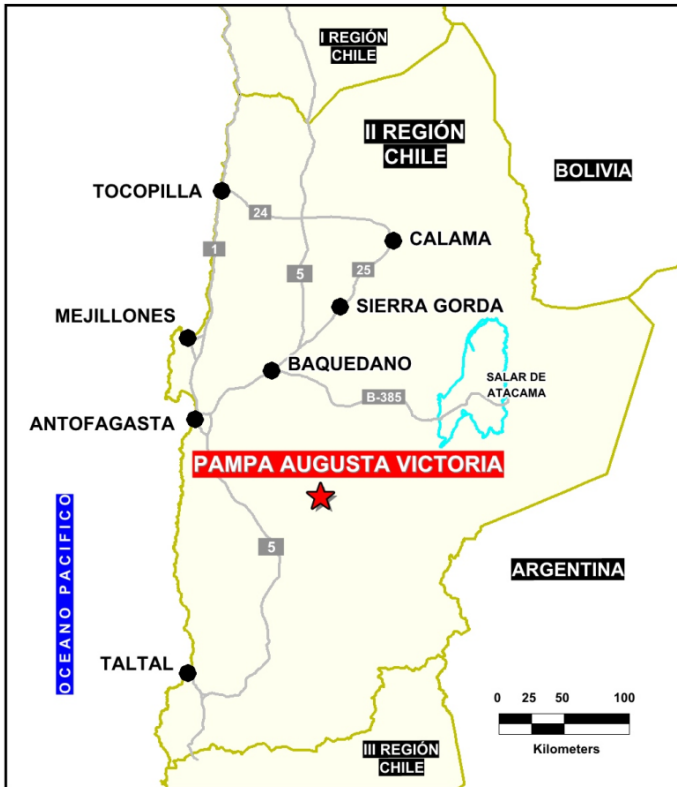 I REGIÓN
CHILE
II REGIÓN
CHILE
BOLIVIA
TOCOPILLA
24
CALAMA
1
5
25
MEJILLONES
SIERRA GORDA
BAQUEDANO
SALAR DE
ATACAMA
B-385
ANTOFAGASTA
PAMPA AUGUSTA VICTORIA
OCEANO PACIFICO
5
ARGENTINA
TALTAL
0 25 50 100
Kilometers
III REGIÓN
CHILE